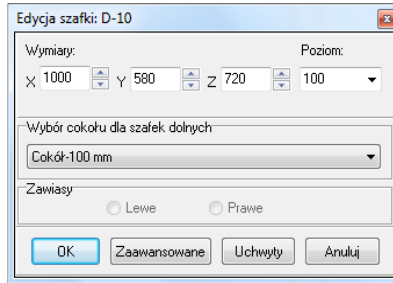 Edycja szafki: D-10
Wymiary: Poziom:
X 1000 Y 580 Z 720 100
Wybór cokołu dla szafek dolnych
Cokół-100 mm
Zawiasy
Lewe Prawe
OK Zaawansowane Uchwyty Anuluj